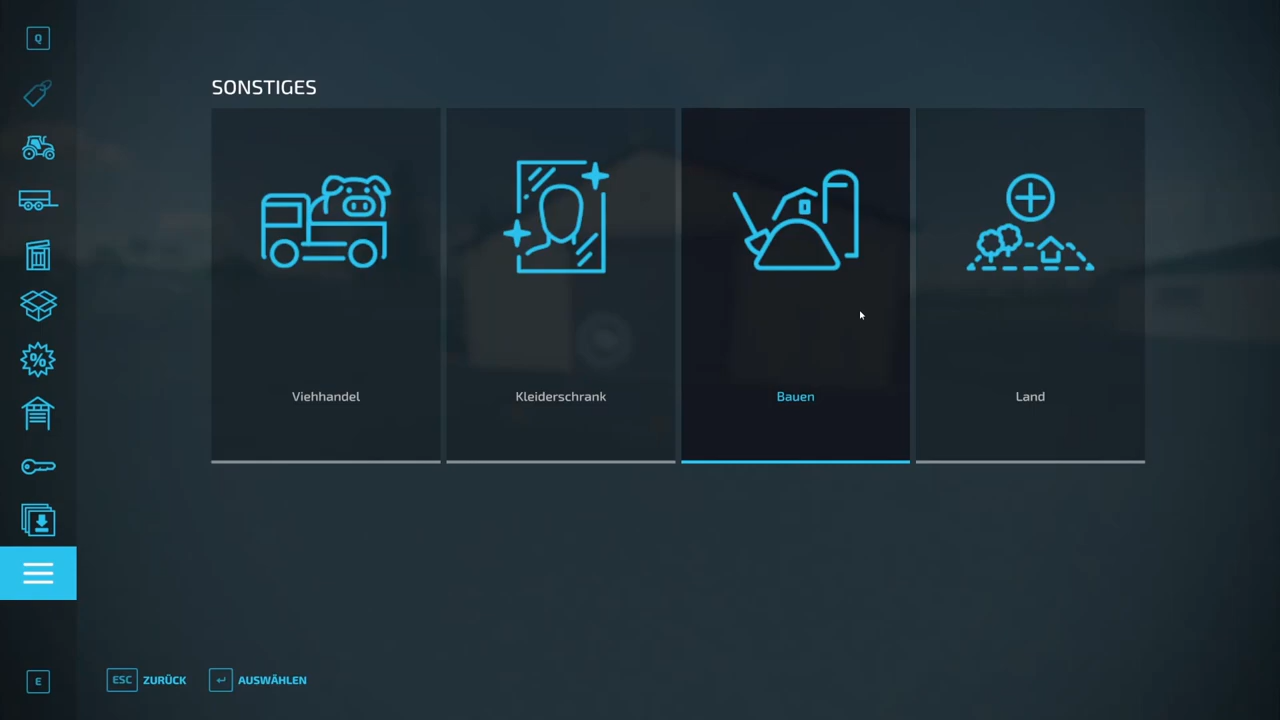 Q
SONSTIGES
%
Viehhandel
Kleiderschrank
Bauen
Land
E
ESC ZURÜCK ↵ AUSWÄHLEN